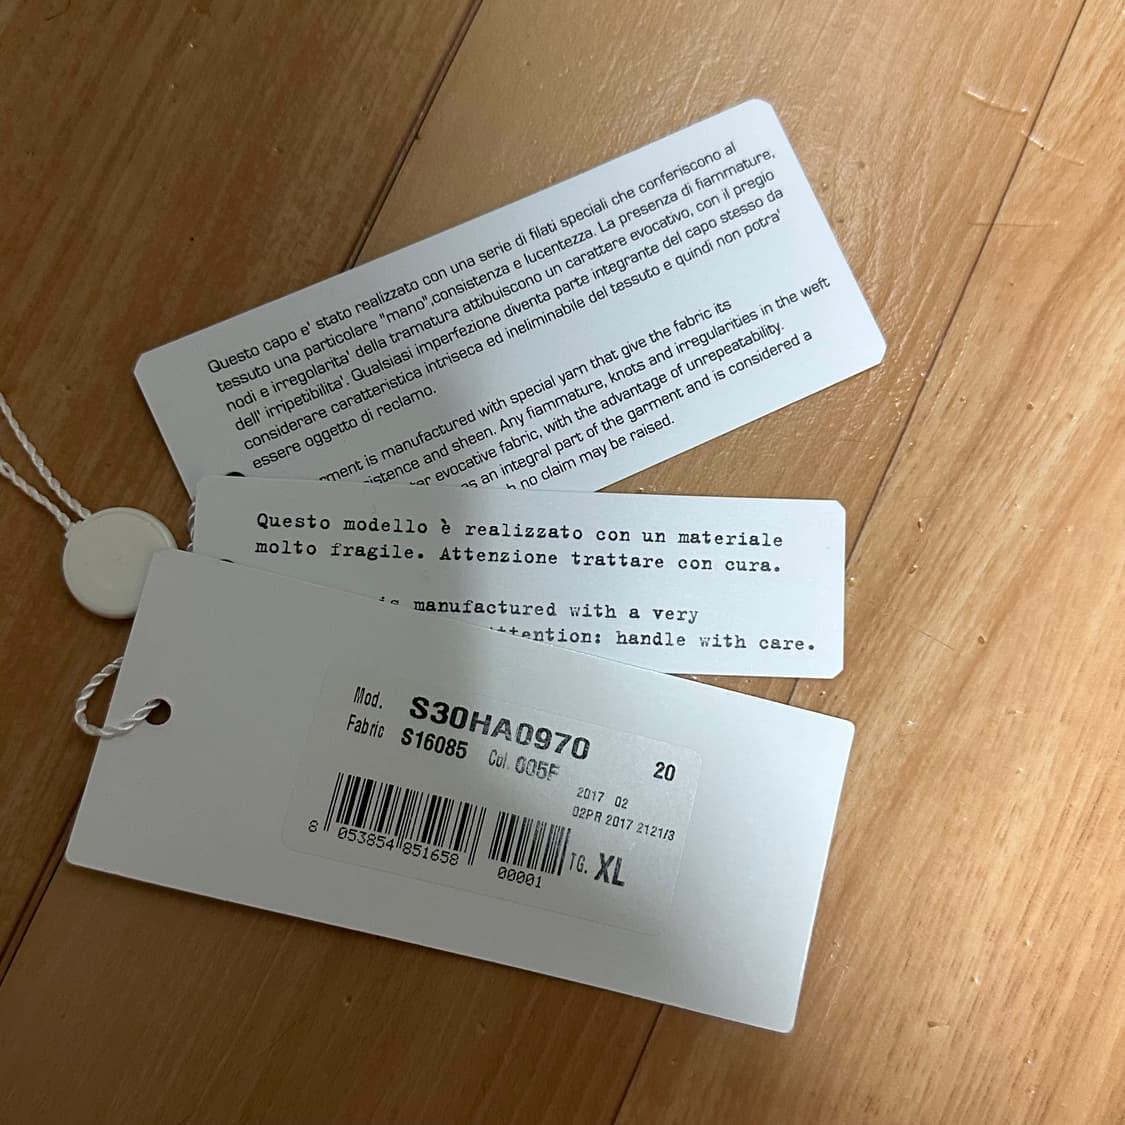 Questo capo e' stato realizzato con una serie di filati speciali che conferiscono al
tessuto una particolare "mano",consistenza e lucentezza. La presenza di fiammature,
nodi e irregolarita' della tramatura attibuiscono un carattere evocativo, con il pregio
dell' irripetibilita'. Qualsiasi imperfezione diventa parte integrante del capo stesso da
considerare caratteristica intriseca ed ineliminabile del tessuto e quindi non potra'
essere oggetto di reclamo.
is manufactured with special yarn that give the fabric its
and sheen. Any fiammature, knots and irregularities in the weft
evocative fabric, with the advantage of unrepeatability.
as an integral part of the garment and is considered a
no claim may be raised.
Questo modello è realizzato con un materiale
molto fragile. Attenzione trattare con cura.
is manufactured with a very
handle with care.
Mod. S30HA0970
Fabric S16085 Col. 005F
20
2017 02
02PR 2017 2121/3
8 053854 851658
00001
TG. XL